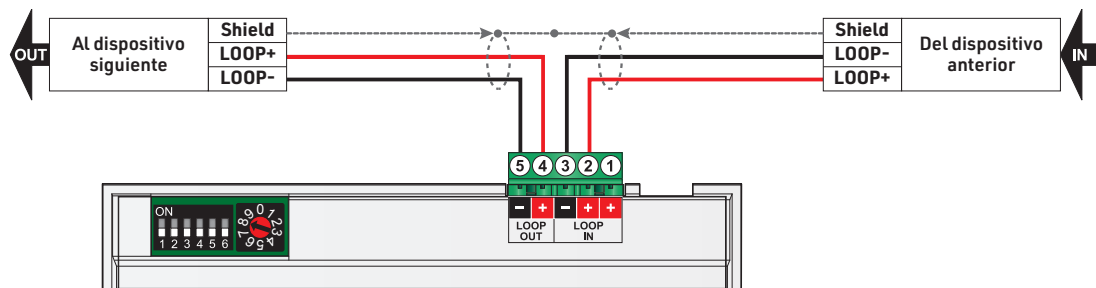 OUT
Al dispositivo
siguiente
Shield
LOOP+
LOOP-
Shield
LOOP-
LOOP+
Del dispositivo
anterior
IN
5 4 3 2 1
- + - + +
LOOP
OUT
LOOP
IN
ON
1 2 3 4 5 6
0 1 2 3 4 5 6 7 8 9